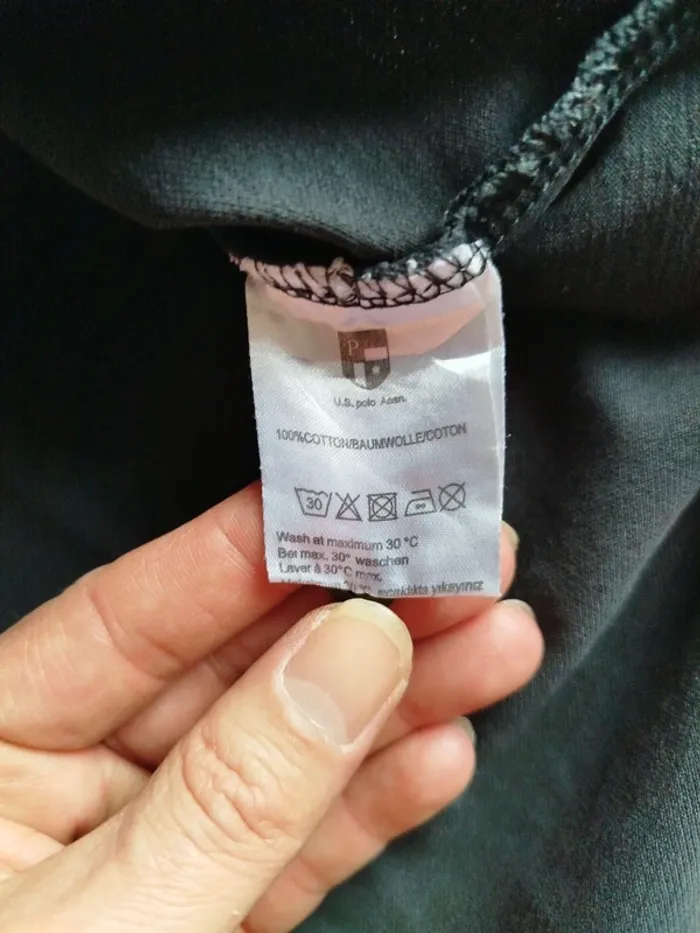 P
U.S. polo Assn.
100%COTTON/BAUMWOLLE/COTON
30
Wash at maximum 30 °C
Bei max. 30° waschen
Laver à 30°C max.